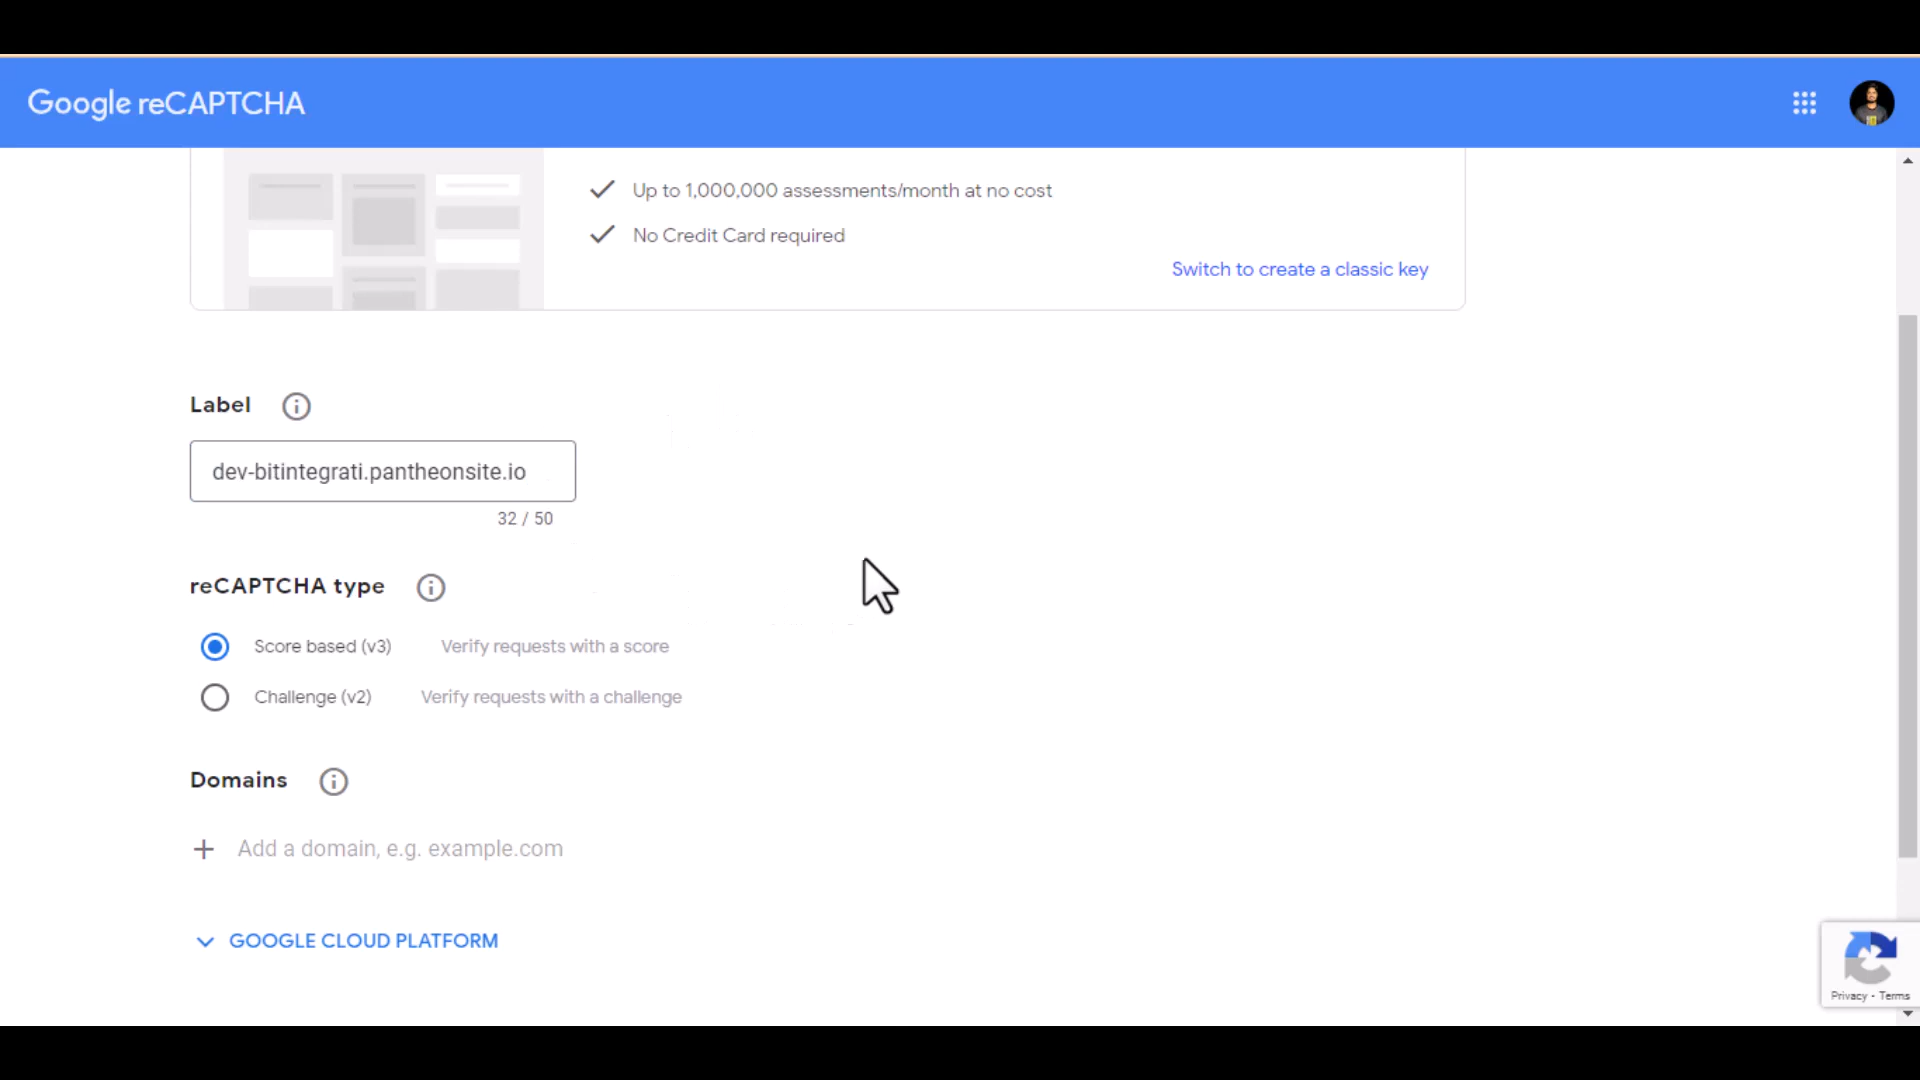 Google reCAPTCHA
Up to 1,000,000 assessments/month at no cost
No Credit Card required
Switch to create a classic key
Label
dev-bitintegrati.pantheonsite.io
32 / 50
reCAPTCHA type
Score based (v3) Verify requests with a score
Challenge (v2) Verify requests with a challenge
Domains
Add a domain, e.g. example.com
GOOGLE CLOUD PLATFORM
Privacy - Terms